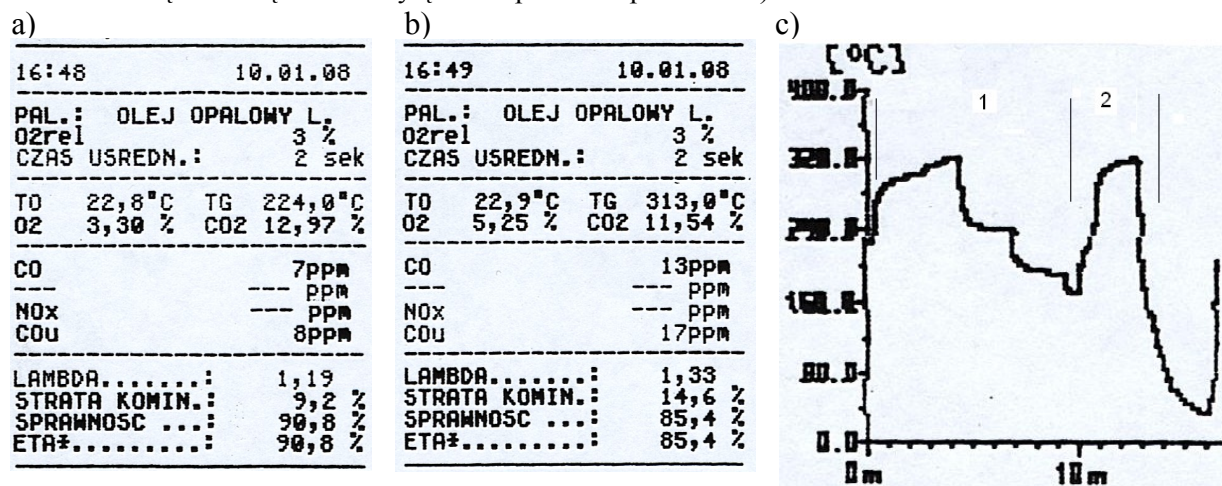 a)
16:48 10.01.08
PAL.: OLEJ OPALOWY L.
O2rel 3 %
CZAS USREDN.: 2 sek
TO 22,8°C TG 224,0°C
O2 3,30 % CO2 12,97 %
CO 7ppm
--- --- ppm
NOx --- ppm
COu 8ppm
LAMBDA.......: 1,19
STRATA KOMIN.: 9,2 %
SPRAWNOSC ...: 90,8 %
ETA*.........: 90,8 %
b)
16:49 10.01.08
PAL.: OLEJ OPALOWY L.
O2rel 3 %
CZAS USREDN.: 2 sek
TO 22,9°C TG 313,0°C
O2 5,25 % CO2 11,54 %
CO 13ppm
--- --- ppm
NOx --- ppm
COu 17ppm
LAMBDA.......: 1,33
STRATA KOMIN.: 14,6 %
SPRAWNOSC ...: 85,4 %
ETA*.........: 85,4 %
c)
[°C]
400.0
1 2
320.0
240.0
160.0
80.0
0.0
0m 10m